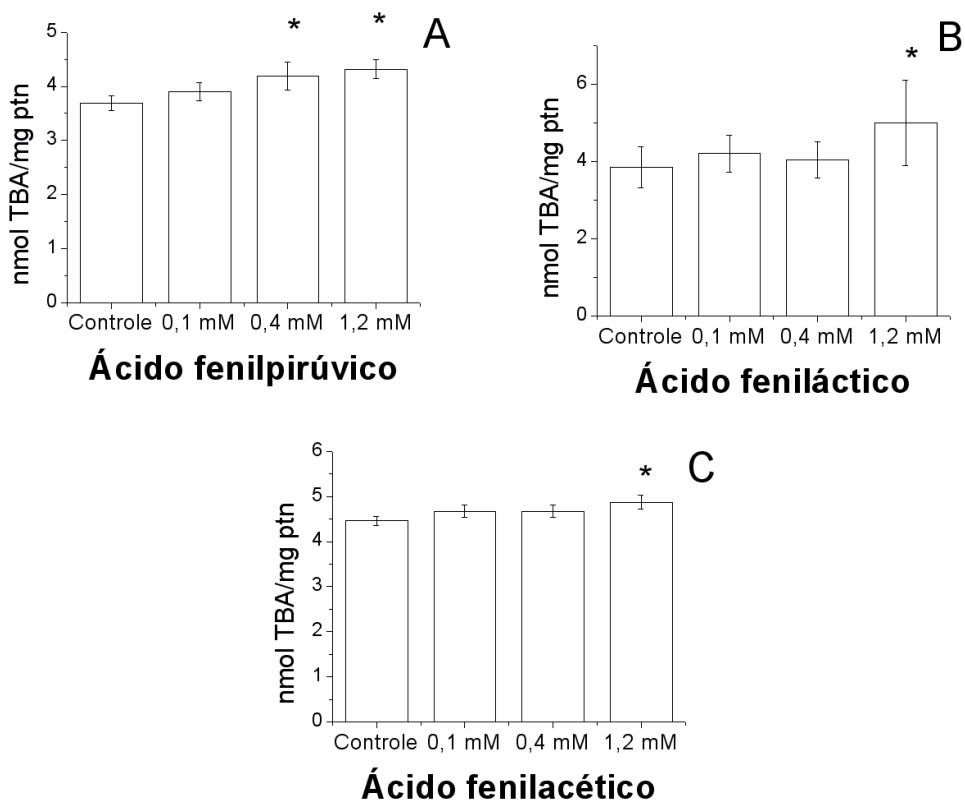 A
* *
nmol TBA/mg ptn
5
4
3
2
1
0
Controle 0,1 mM 0,4 mM 1,2 mM
Ácido fenilpirúvico
B
*
nmol TBA/mg ptn
6
4
2
0
Controle 0,1 mM 0,4 mM 1,2 mM
Ácido feniláctico
C
*
nmol TBA/mg ptn
6
5
4
3
2
1
0
Controle 0,1 mM 0,4 mM 1,2 mM
Ácido fenilacético